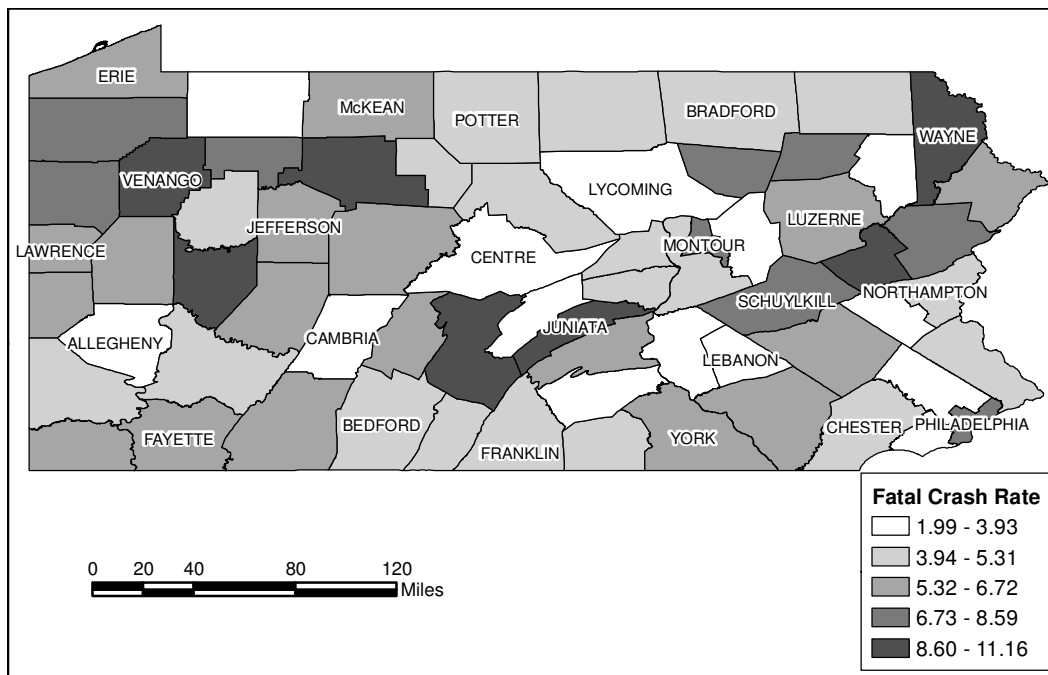 ERIE
McKEAN
POTTER
BRADFORD
WAYNE
VENANGO
LYCOMING
JEFFERSON
LUZERNE
LAWRENCE
MONTOUR
CENTRE
NORTHAMPTON
SCHUYLKILL
JUNIATA
CAMBRIA
ALLEGHENY
LEBANON
BEDFORD
CHESTER
PHILADELPHIA
FAYETTE
YORK
FRANKLIN
Fatal Crash Rate
1.99 - 3.93
3.94 - 5.31
5.32 - 6.72
6.73 - 8.59
8.60 - 11.16
0 20 40 80 120
Miles